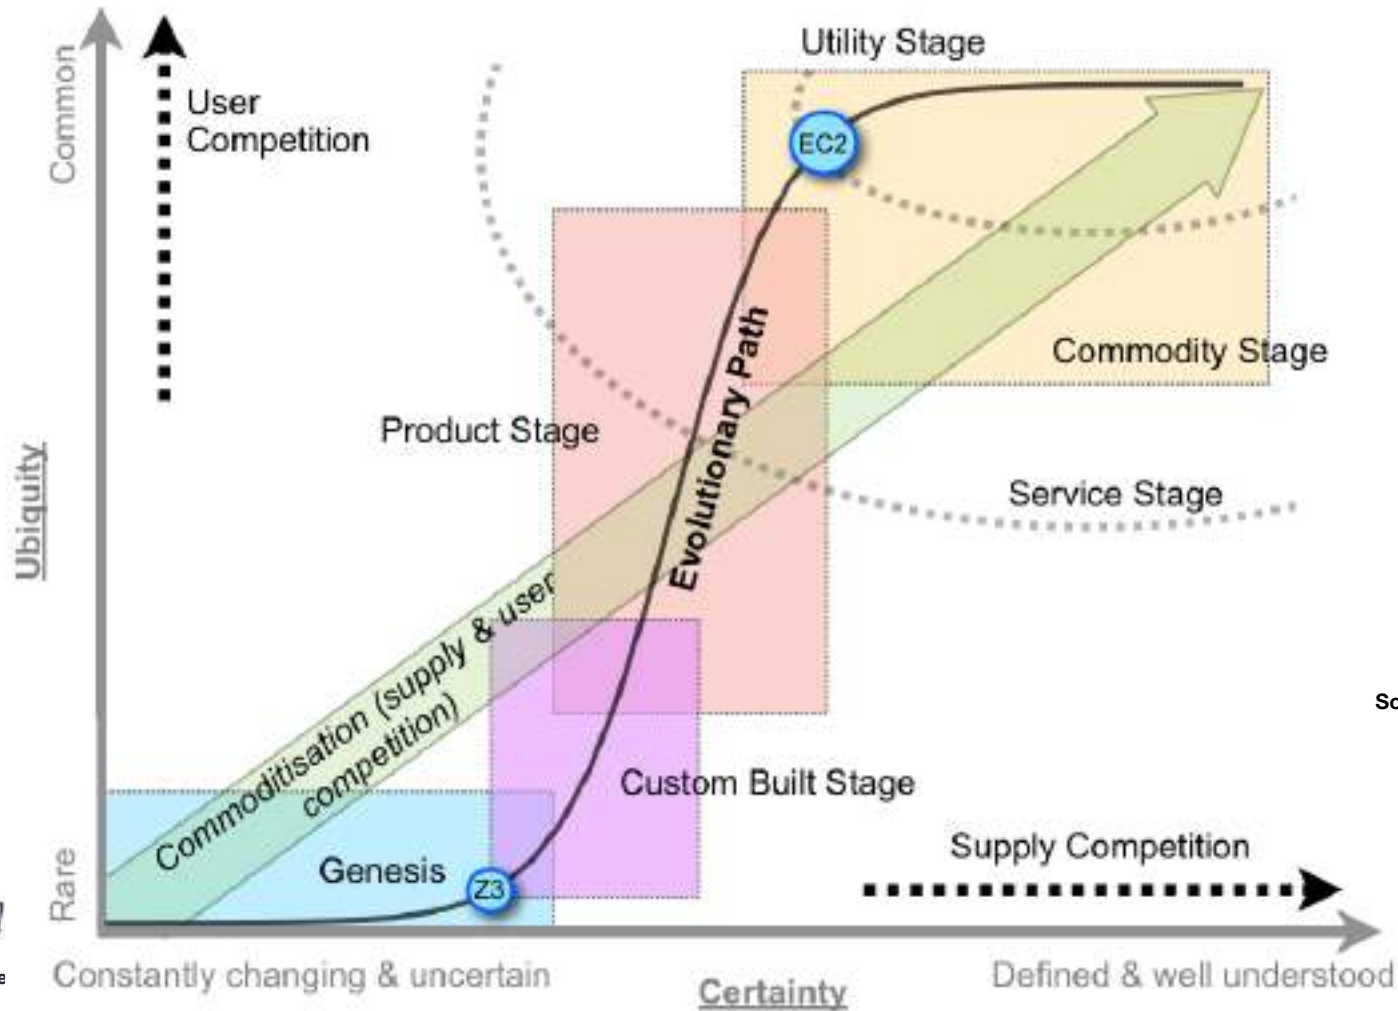 Utility Stage
Common
User
Competition
EC2
Evolutionary Path
Commodity Stage
Product Stage
Service Stage
Ubiquity
Commoditisation (supply & user
competition)
Custom Built Stage
Supply Competition
Genesis
Z3
Rare
Constantly changing & uncertain
Defined & well understood
Certainty